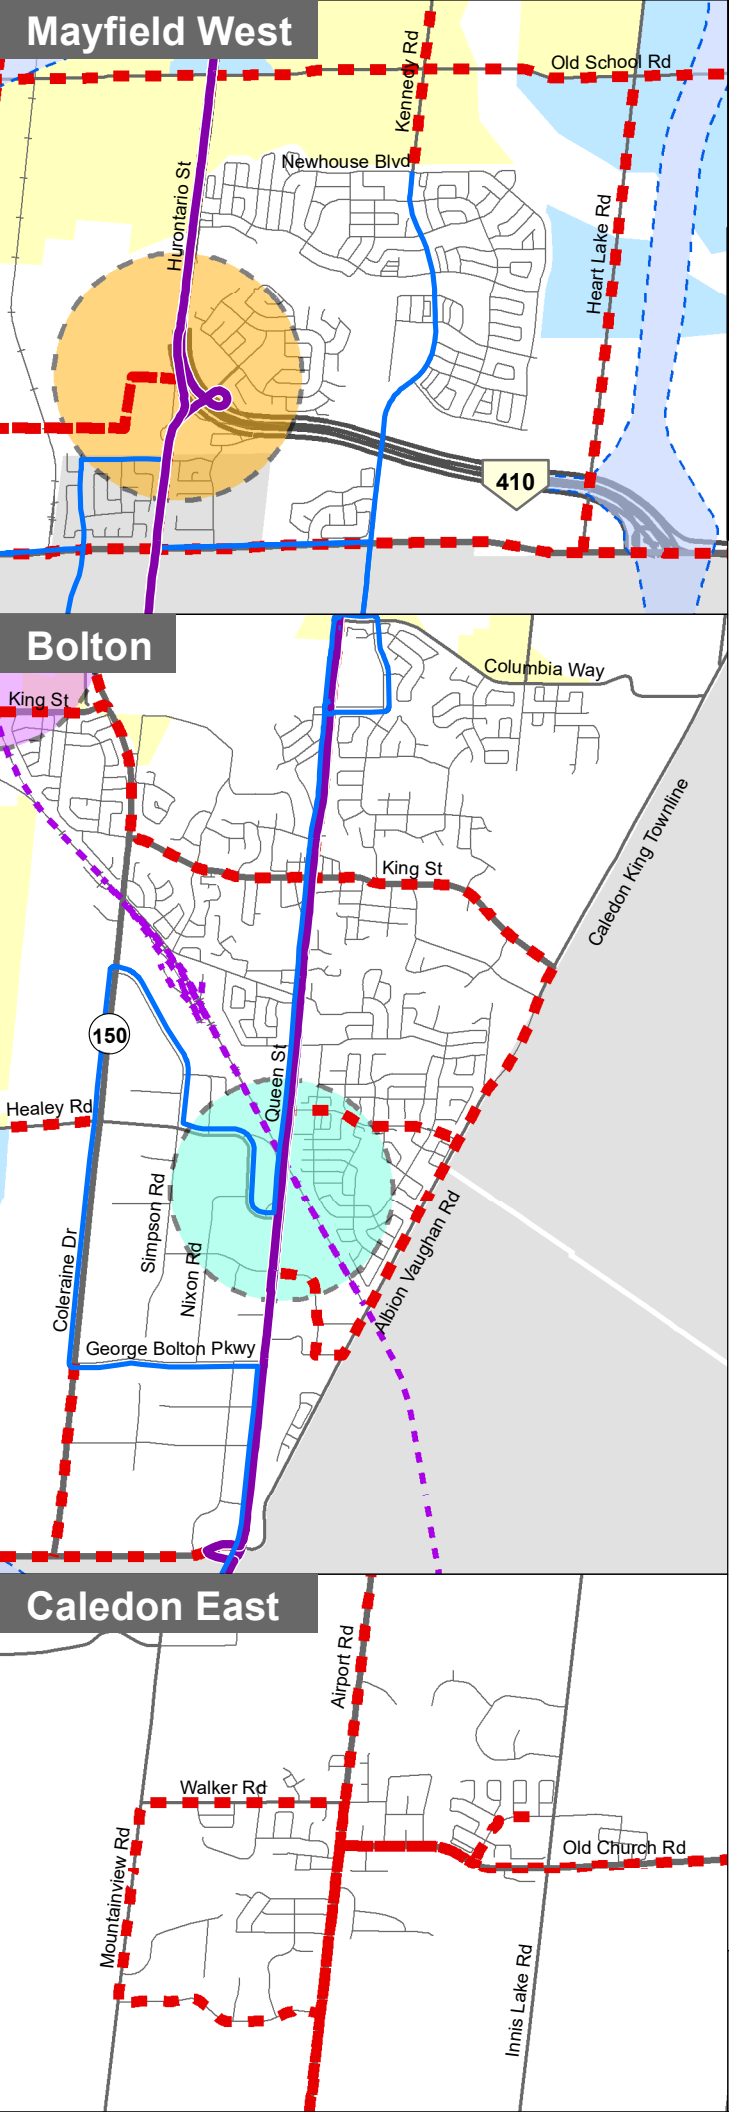 Mayfield West
Kennedy Rd
Old School Rd
Newhouse Blvd
Hurontario St
Heart Lake Rd
410
Bolton
Columbia Way
King St
Caledon King Townline
King St
150
Queen St
Healey Rd
Simpson Rd
Nixon Rd
Coleraine Dr
Albion Vaughan Rd
George Bolton Pkwy
Caledon East
Airport Rd
Walker Rd
Old Church Rd
Mountainview Rd
Innis Lake Rd